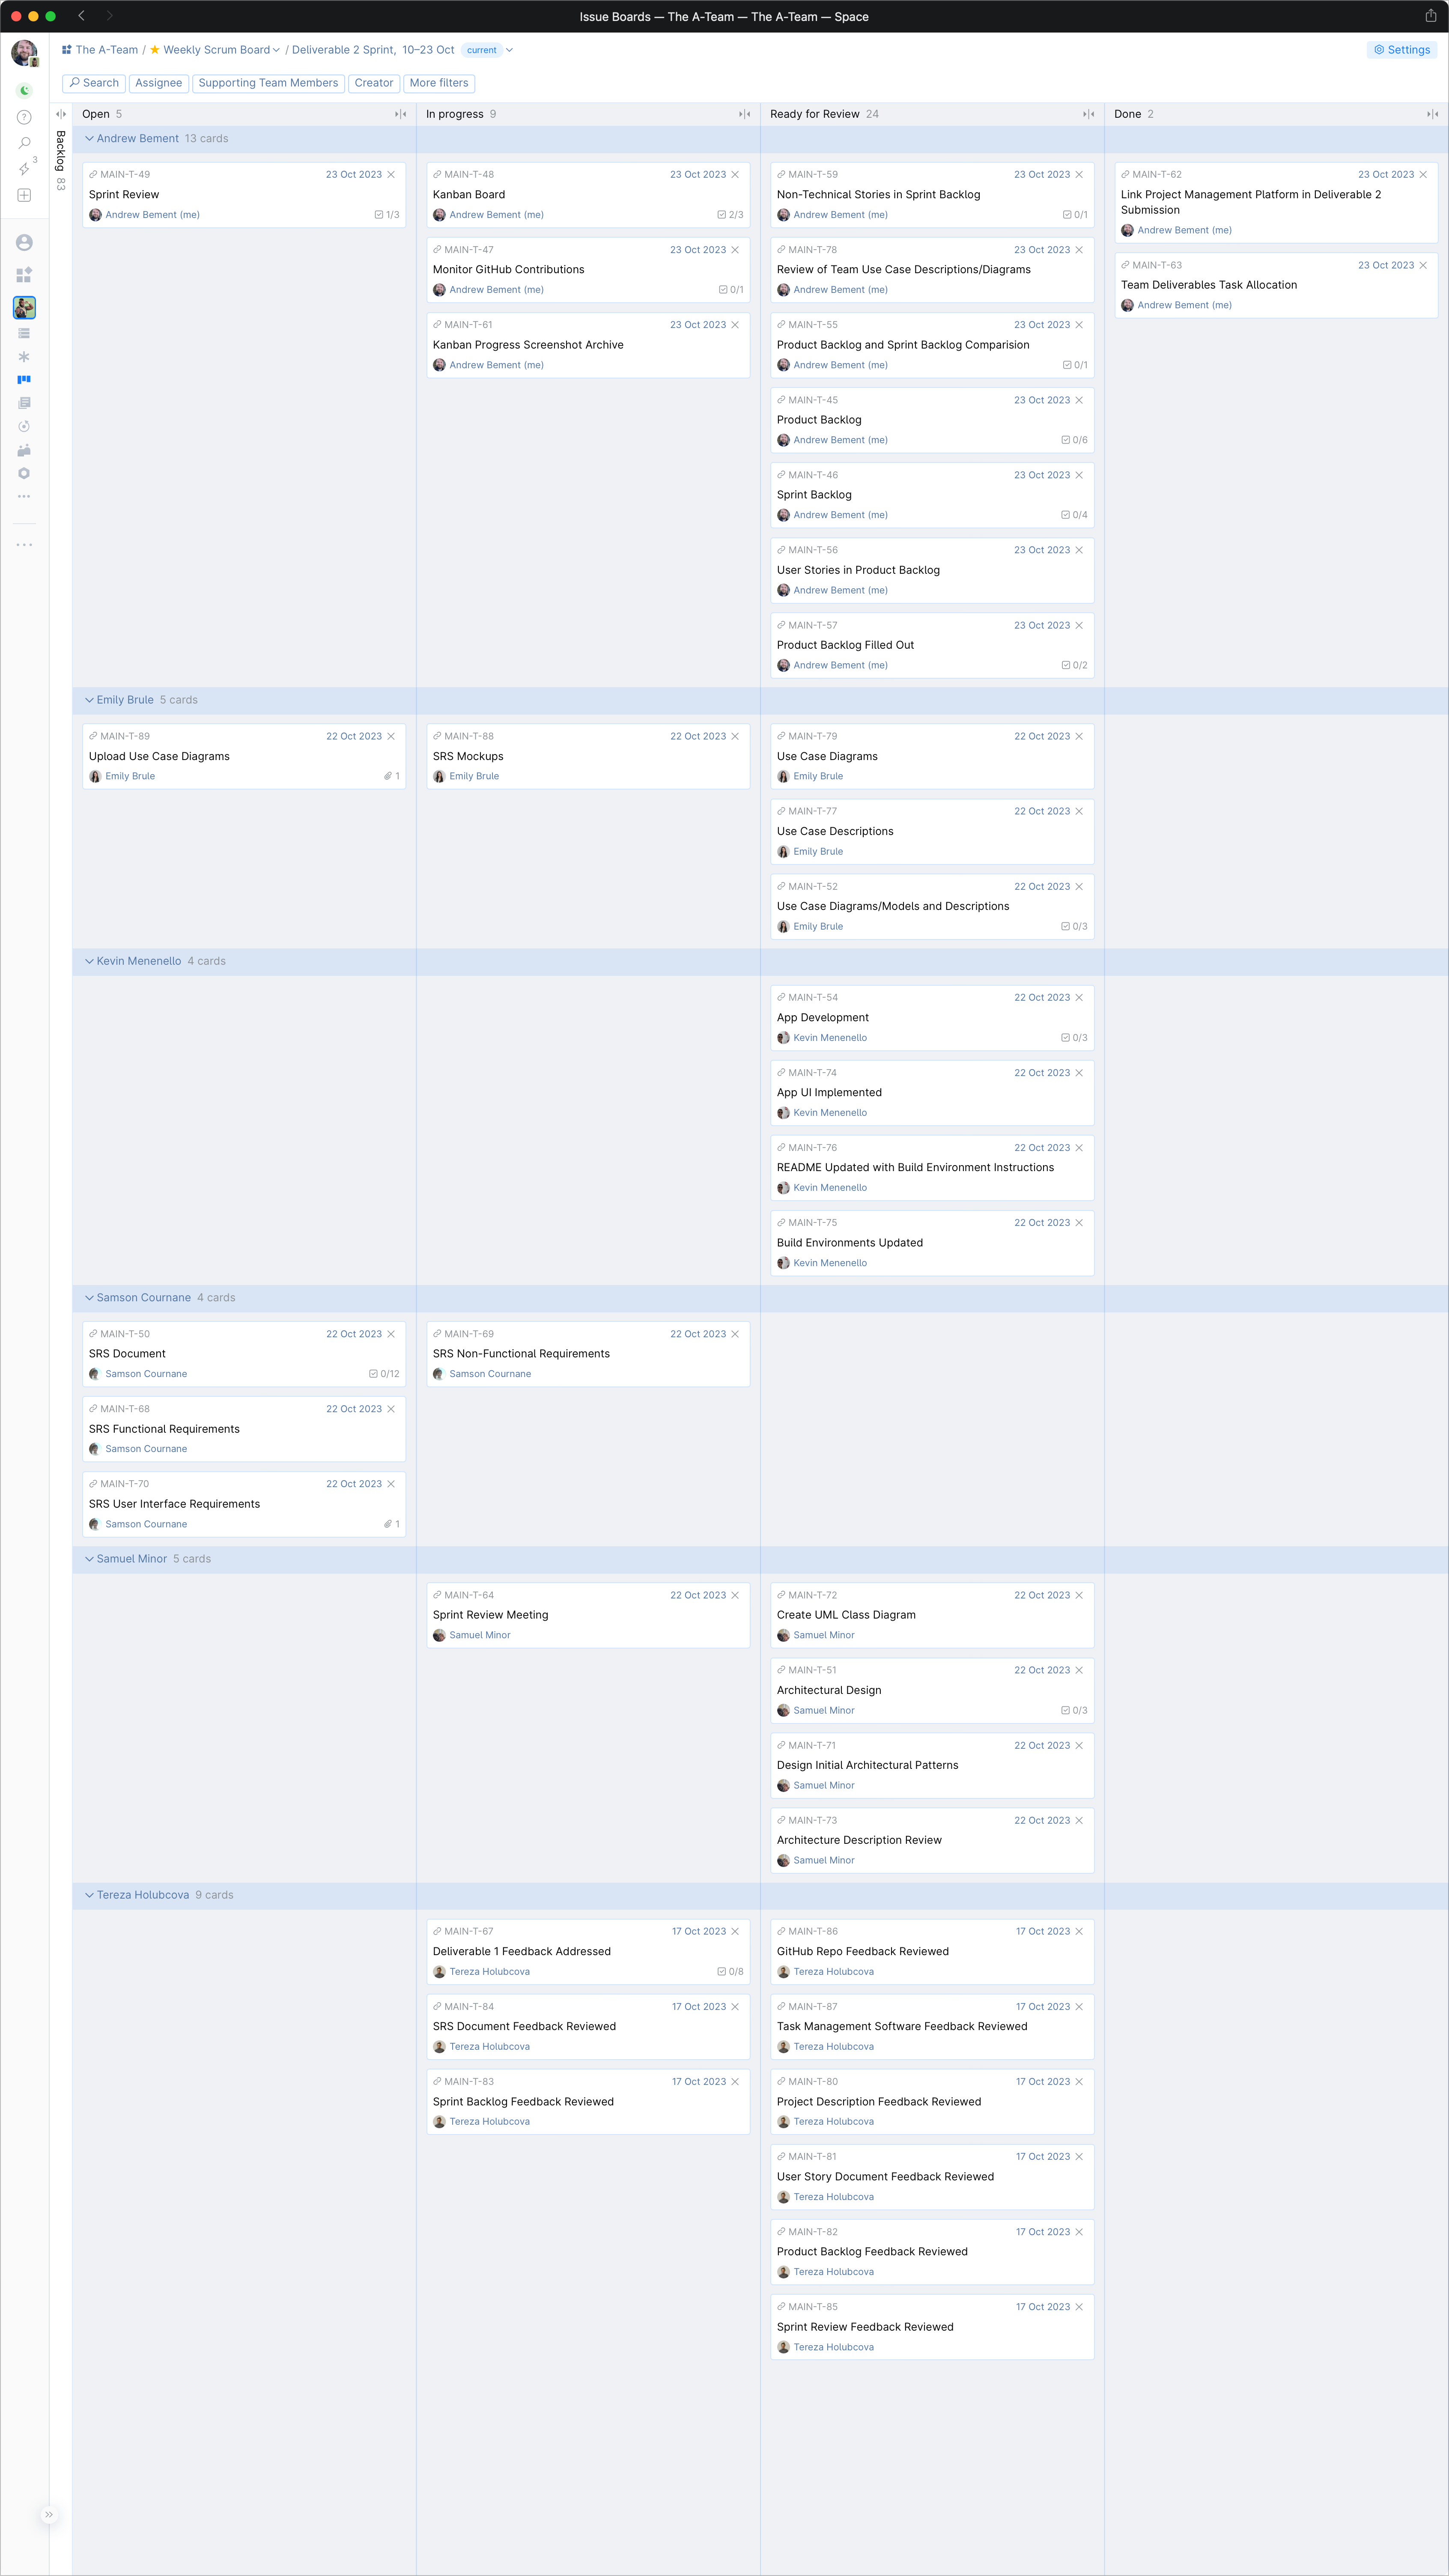 Issue Boards — The A-Team — The A-Team — Space
The A-Team / Weekly Scrum Board / Deliverable 2 Sprint, 10–23 Oct current
Settings
Search Assignee Supporting Team Members Creator More filters
3
Backlog 83
Open 5 In progress 9 Ready for Review 24 Done 2
Andrew Bement 13 cards
MAIN-T-49 23 Oct 2023
Sprint Review
Andrew Bement (me) 1/3
MAIN-T-48 23 Oct 2023
Kanban Board
Andrew Bement (me) 2/3
MAIN-T-47 23 Oct 2023
Monitor GitHub Contributions
Andrew Bement (me) 0/1
MAIN-T-61 23 Oct 2023
Kanban Progress Screenshot Archive
Andrew Bement (me)
MAIN-T-59 23 Oct 2023
Non-Technical Stories in Sprint Backlog
Andrew Bement (me) 0/1
MAIN-T-78 23 Oct 2023
Review of Team Use Case Descriptions/Diagrams
Andrew Bement (me)
MAIN-T-55 23 Oct 2023
Product Backlog and Sprint Backlog Comparision
Andrew Bement (me) 0/1
MAIN-T-45 23 Oct 2023
Product Backlog
Andrew Bement (me) 0/6
MAIN-T-46 23 Oct 2023
Sprint Backlog
Andrew Bement (me) 0/4
MAIN-T-56 23 Oct 2023
User Stories in Product Backlog
Andrew Bement (me)
MAIN-T-57 23 Oct 2023
Product Backlog Filled Out
Andrew Bement (me) 0/2
MAIN-T-62 23 Oct 2023
Link Project Management Platform in Deliverable 2
Submission
Andrew Bement (me)
MAIN-T-63 23 Oct 2023
Team Deliverables Task Allocation
Andrew Bement (me)
Emily Brule 5 cards
MAIN-T-89 22 Oct 2023
Upload Use Case Diagrams
Emily Brule 1
MAIN-T-88 22 Oct 2023
SRS Mockups
Emily Brule
MAIN-T-79 22 Oct 2023
Use Case Diagrams
Emily Brule
MAIN-T-77 22 Oct 2023
Use Case Descriptions
Emily Brule
MAIN-T-52 22 Oct 2023
Use Case Diagrams/Models and Descriptions
Emily Brule 0/3
Kevin Menenello 4 cards
MAIN-T-54 22 Oct 2023
App Development
Kevin Menenello 0/3
MAIN-T-74 22 Oct 2023
App UI Implemented
Kevin Menenello
MAIN-T-76 22 Oct 2023
README Updated with Build Environment Instructions
Kevin Menenello
MAIN-T-75 22 Oct 2023
Build Environments Updated
Kevin Menenello
Samson Cournane 4 cards
MAIN-T-50 22 Oct 2023
SRS Document
Samson Cournane 0/12
MAIN-T-68 22 Oct 2023
SRS Functional Requirements
Samson Cournane
MAIN-T-70 22 Oct 2023
SRS User Interface Requirements
Samson Cournane 1
MAIN-T-69 22 Oct 2023
SRS Non-Functional Requirements
Samson Cournane
Samuel Minor 5 cards
MAIN-T-64 22 Oct 2023
Sprint Review Meeting
Samuel Minor
MAIN-T-72 22 Oct 2023
Create UML Class Diagram
Samuel Minor
MAIN-T-51 22 Oct 2023
Architectural Design
Samuel Minor 0/3
MAIN-T-71 22 Oct 2023
Design Initial Architectural Patterns
Samuel Minor
MAIN-T-73 22 Oct 2023
Architecture Description Review
Samuel Minor
Tereza Holubcova 9 cards
MAIN-T-67 17 Oct 2023
Deliverable 1 Feedback Addressed
Tereza Holubcova 0/8
MAIN-T-84 17 Oct 2023
SRS Document Feedback Reviewed
Tereza Holubcova
MAIN-T-83 17 Oct 2023
Sprint Backlog Feedback Reviewed
Tereza Holubcova
MAIN-T-86 17 Oct 2023
GitHub Repo Feedback Reviewed
Tereza Holubcova
MAIN-T-87 17 Oct 2023
Task Management Software Feedback Reviewed
Tereza Holubcova
MAIN-T-80 17 Oct 2023
Project Description Feedback Reviewed
Tereza Holubcova
MAIN-T-81 17 Oct 2023
User Story Document Feedback Reviewed
Tereza Holubcova
MAIN-T-82 17 Oct 2023
Product Backlog Feedback Reviewed
Tereza Holubcova
MAIN-T-85 17 Oct 2023
Sprint Review Feedback Reviewed
Tereza Holubcova